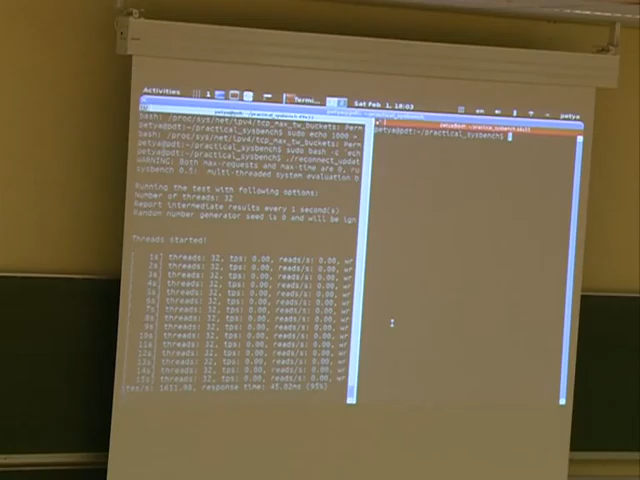 Activities
1
Termi...
Sat Feb 1, 18:03
en
petya
bash: /proc/sys/net/ipv4/tcp_max_tw_buckets: Perm
petya@pdt:~/practical_sysbench$ sudo echo 1000 >
bash: /proc/sys/net/ipv4/tcp_max_tw_buckets: Perm
petya@pdt:~/practical_sysbench$ sudo bash -c 'ech
petya@pdt:~/practical_sysbench$ ./reconnect_updat
WARNING: Both max-requests and max-time are 0, ru
sysbench 0.5: multi-threaded system evaluation b
Running the test with following options:
Number of threads: 32
Report intermediate results every 1 second(s)
Random number generator seed is 0 and will be ign
Threads started!
[ 1s] threads: 32, tps: 0.00, reads/s: 0.00, wr
[ 2s] threads: 32, tps: 0.00, reads/s: 0.00, wr
[ 3s] threads: 32, tps: 0.00, reads/s: 0.00, wr
[ 4s] threads: 32, tps: 0.00, reads/s: 0.00, wr
[ 5s] threads: 32, tps: 0.00, reads/s: 0.00, wr
[ 6s] threads: 32, tps: 0.00, reads/s: 0.00, wr
[ 7s] threads: 32, tps: 0.00, reads/s: 0.00, wr
[ 8s] threads: 32, tps: 0.00, reads/s: 0.00, wr
[ 9s] threads: 32, tps: 0.00, reads/s: 0.00, wr
[ 10s] threads: 32, tps: 0.00, reads/s: 0.00, wr
[ 11s] threads: 32, tps: 0.00, reads/s: 0.00, wr
[ 12s] threads: 32, tps: 0.00, reads/s: 0.00, wr
[ 13s] threads: 32, tps: 0.00, reads/s: 0.00, wr
[ 14s] threads: 32, tps: 0.00, reads/s: 0.00, wr
[ 15s] threads: 32, tps: 0.00, reads/s: 0.00, wr
ites/s: 1611.00, response time: 45.02ms (95%)
petya@pdt:~/practical_sysbench$